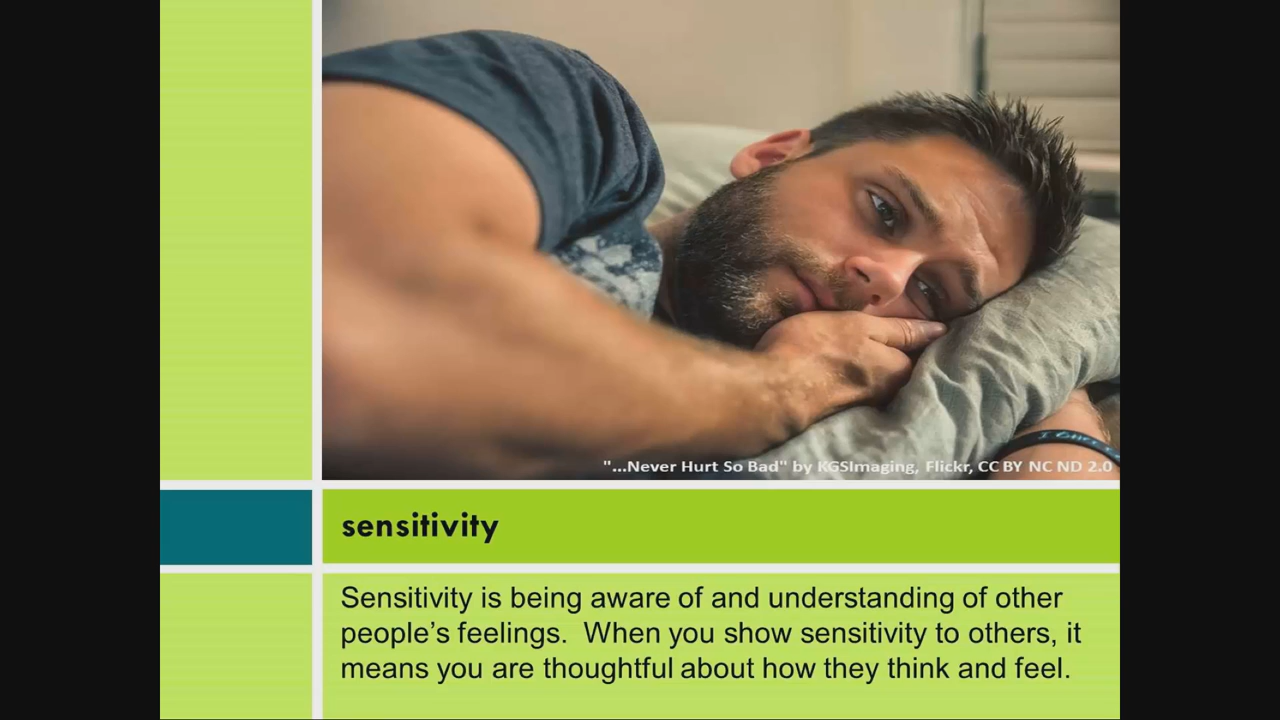 "...Never Hurt So Bad" by KGSImaging, Flickr, CC BY NC ND 2.0
sensitivity
Sensitivity is being aware of and understanding of other
people’s feelings.  When you show sensitivity to others, it
means you are thoughtful about how they think and feel.